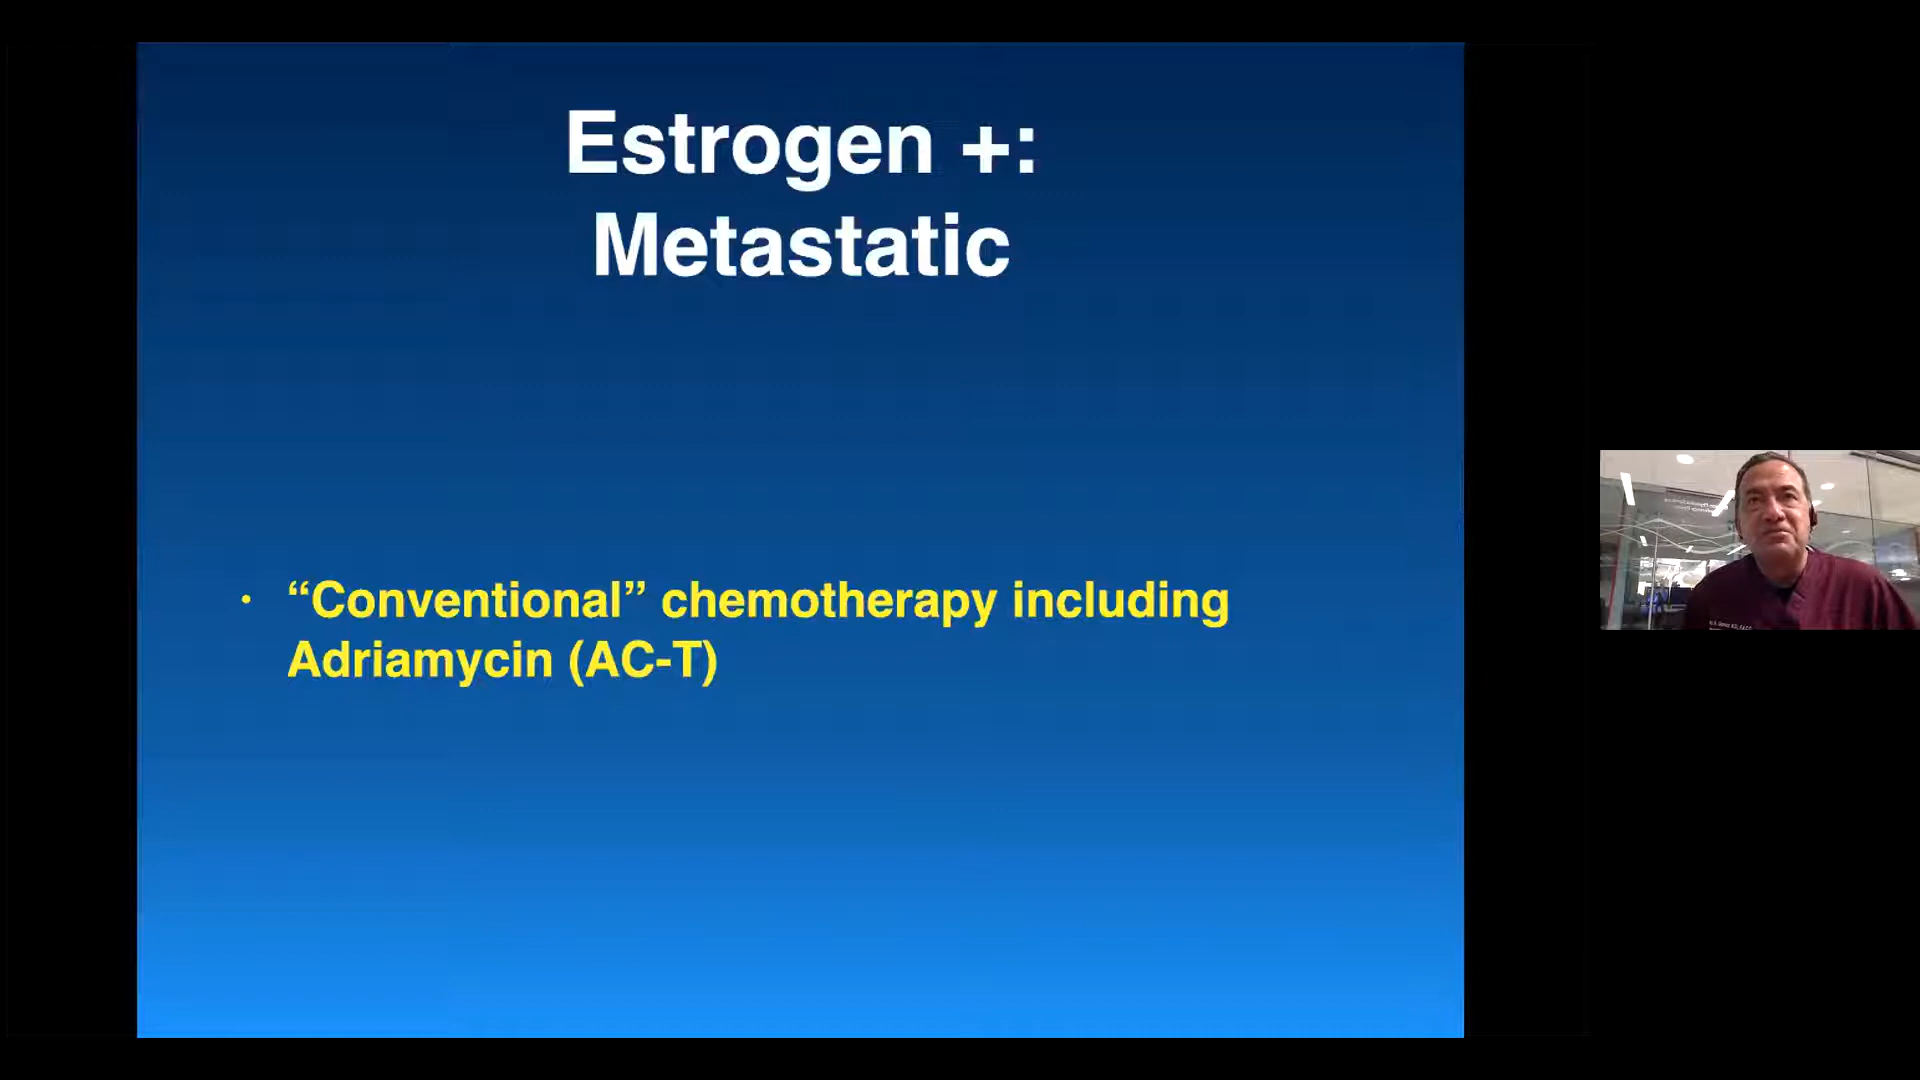 Estrogen +:
Metastatic
• “Conventional” chemotherapy including
Adriamycin (AC-T)